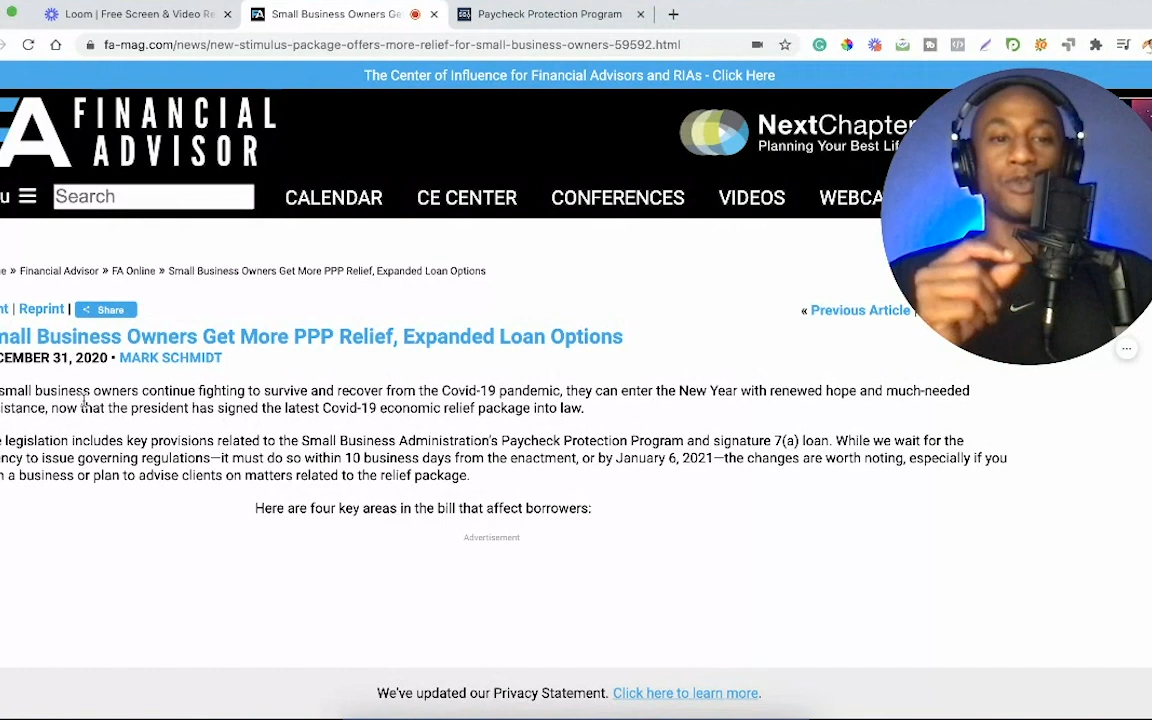 Loom | Free Screen & Video Re
Small Business Owners Ge
Paycheck Protection Program
fa-mag.com/news/new-stimulus-package-offers-more-relief-for-small-business-owners-59592.html
The Center of Influence for Financial Advisors and RIAs - Click Here
FA FINANCIAL
ADVISOR
NextChapter
Planning Your Best Li
u
Search
CALENDAR
CE CENTER
CONFERENCES
VIDEOS
WEBCA
e » Financial Advisor » FA Online » Small Business Owners Get More PPP Relief, Expanded Loan Options
nt | Reprint | Share
« Previous Article
mall Business Owners Get More PPP Relief, Expanded Loan Options
CEMBER 31, 2020 • MARK SCHMIDT
small business owners continue fighting to survive and recover from the Covid-19 pandemic, they can enter the New Year with renewed hope and much-needed
istance, now that the president has signed the latest Covid-19 economic relief package into law.
e legislation includes key provisions related to the Small Business Administration's Paycheck Protection Program and signature 7(a) loan. While we wait for the
ncy to issue governing regulations—it must do so within 10 business days from the enactment, or by January 6, 2021—the changes are worth noting, especially if you
n a business or plan to advise clients on matters related to the relief package.
Here are four key areas in the bill that affect borrowers:
Advertisement
We've updated our Privacy Statement. Click here to learn more.